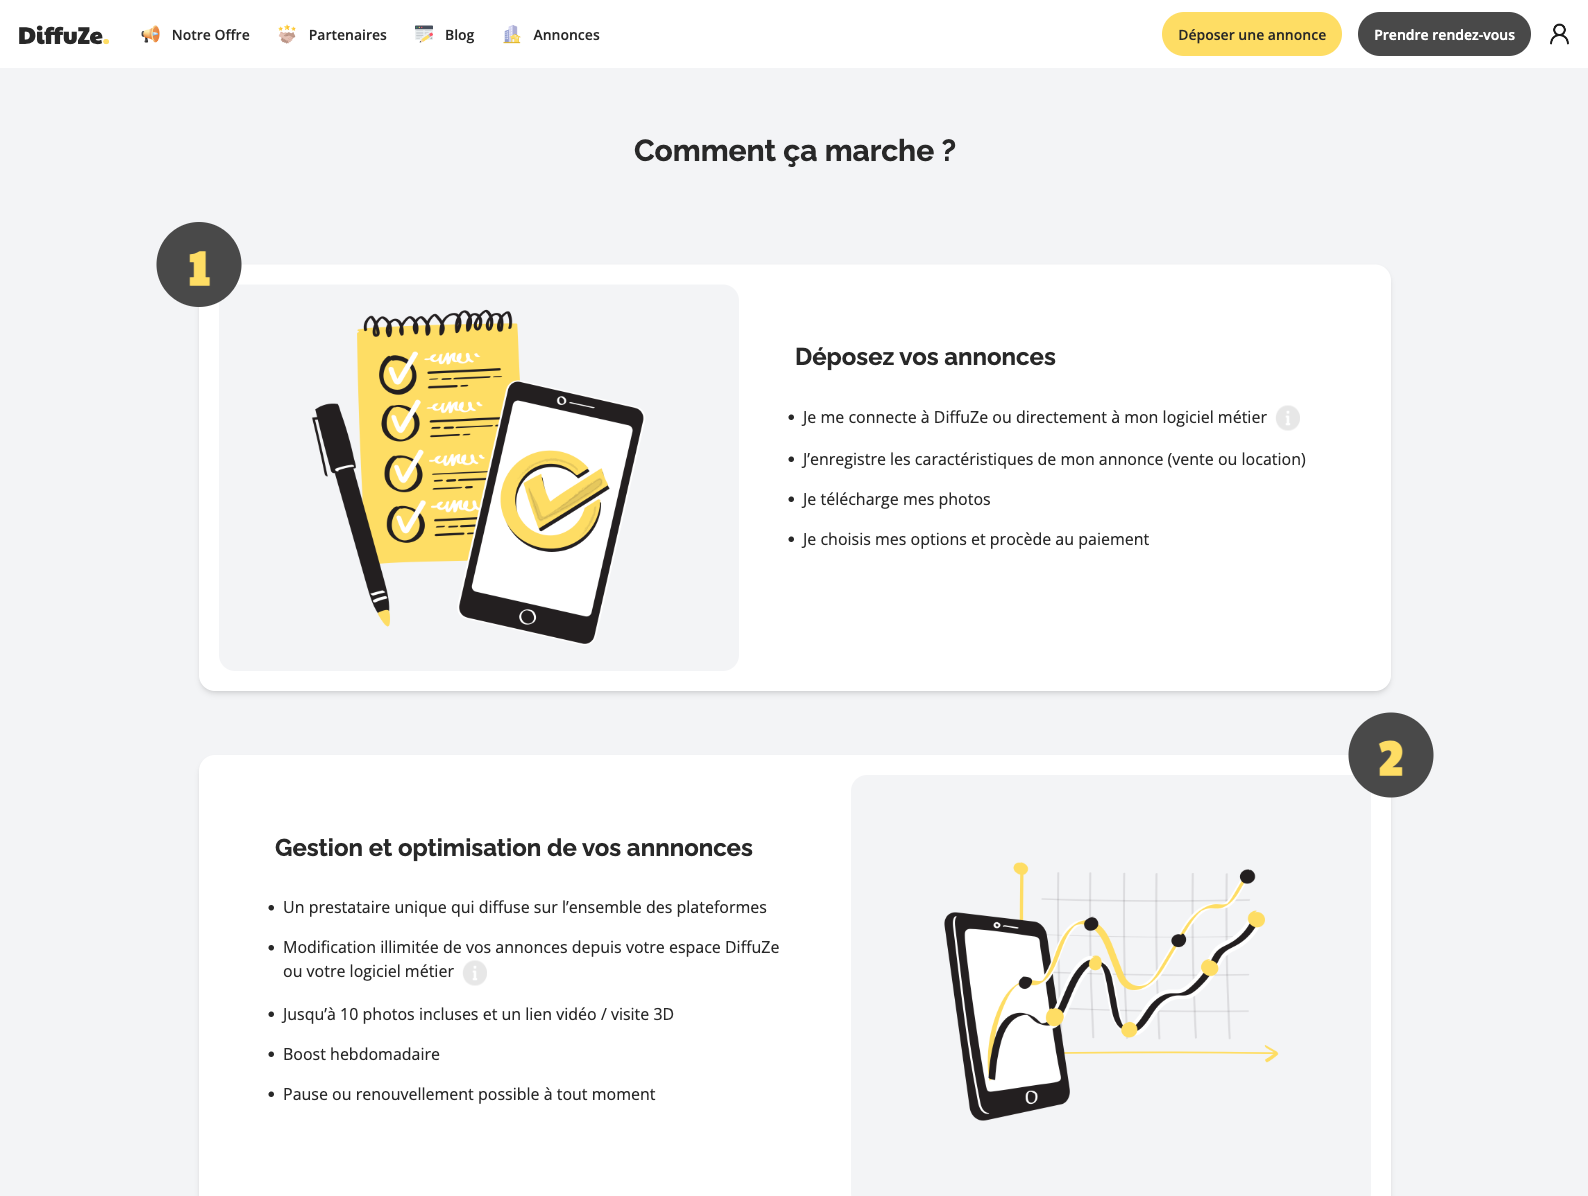 DiffuZe.
Notre Offre
Partenaires
Blog
Annonces
Déposer une annonce
Prendre rendez-vous
Comment ça marche ?
1
Déposez vos annonces
• Je me connecte à DiffuZe ou directement à mon logiciel métier i
• J’enregistre les caractéristiques de mon annonce (vente ou location)
• Je télécharge mes photos
• Je choisis mes options et procède au paiement
2
Gestion et optimisation de vos annnonces
• Un prestataire unique qui diffuse sur l’ensemble des plateformes
• Modification illimitée de vos annonces depuis votre espace DiffuZe
ou votre logiciel métier i
• Jusqu’à 10 photos incluses et un lien vidéo / visite 3D
• Boost hebdomadaire
• Pause ou renouvellement possible à tout moment